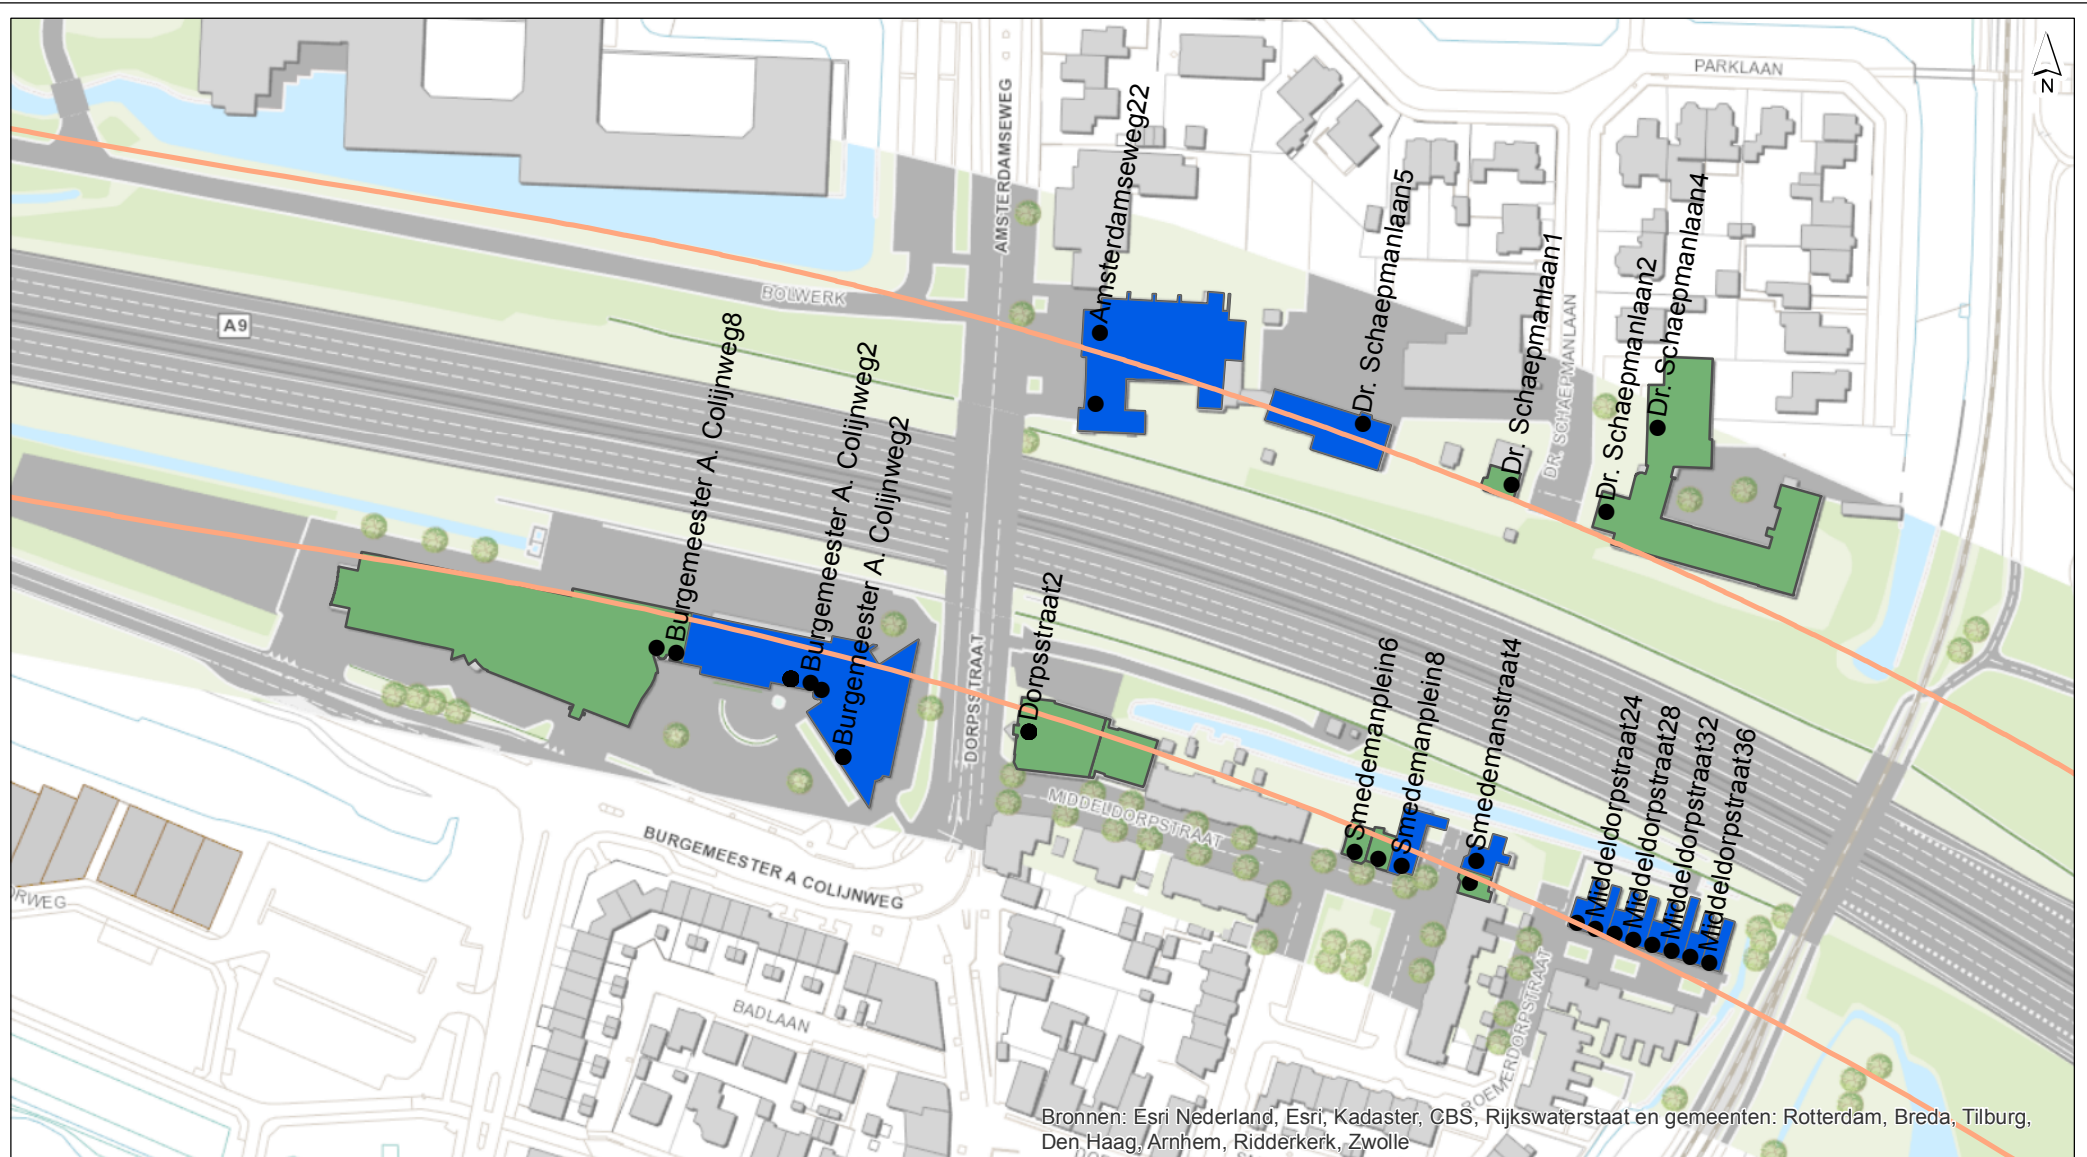 PARKLAAN
N
AMSTERDAMSEWEG
Amsterdamseweg22
Dr. Schaepmanlaan5
Dr. Schaepmanlaan1
Dr. Schaepmanlaan2
Dr. Schaepmanlaan4
DR. SCHAEPMANLAAN
BOLWERK
A9
Burgemeester A. Colijnweg8
Burgemeester A. Colijnweg2
Burgemeester A. Colijnweg2
DORPSSTRAAT
Dorpsstraat2
Smedemanplein6
Smedemanplein8
Smedemanstraat4
Middeldorpstraat24
Middeldorpstraat28
Middeldorpstraat32
Middeldorpstraat36
MIDDELDORPSTRAAT
BURGEMEESTER A COLIJNWEG
RWEG
BADLAAN
ROEMERDORPSTRAAT
Bronnen: Esri Nederland, Esri, Kadaster, CBS, Rijkswaterstaat en gemeenten: Rotterdam, Breda, Tilburg,
Den Haag, Arnhem, Ridderkerk, Zwolle